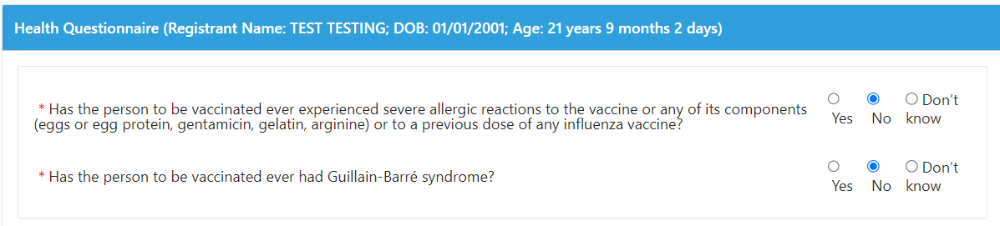 Health Questionnaire (Registrant Name: TEST TESTING; DOB: 01/01/2001; Age: 21 years 9 months 2 days)
* Has the person to be vaccinated ever experienced severe allergic reactions to the vaccine or any of its components
(eggs or egg protein, gentamicin, gelatin, arginine) or to a previous dose of any influenza vaccine?
Don't
Yes No know
* Has the person to be vaccinated ever had Guillain-Barré syndrome?
Don't
Yes No know